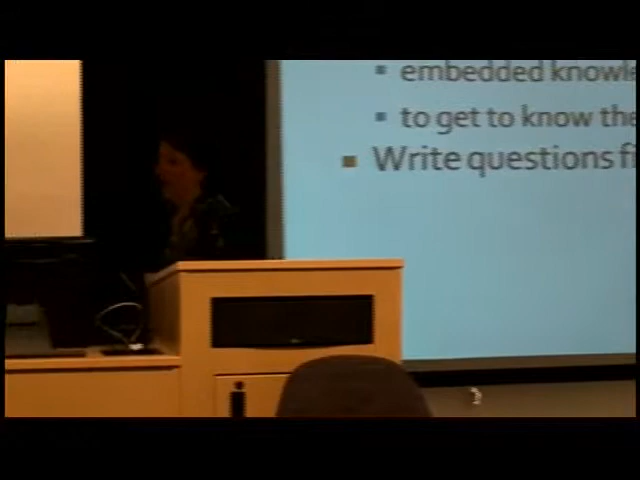 embedded
to get to know the
Write questions